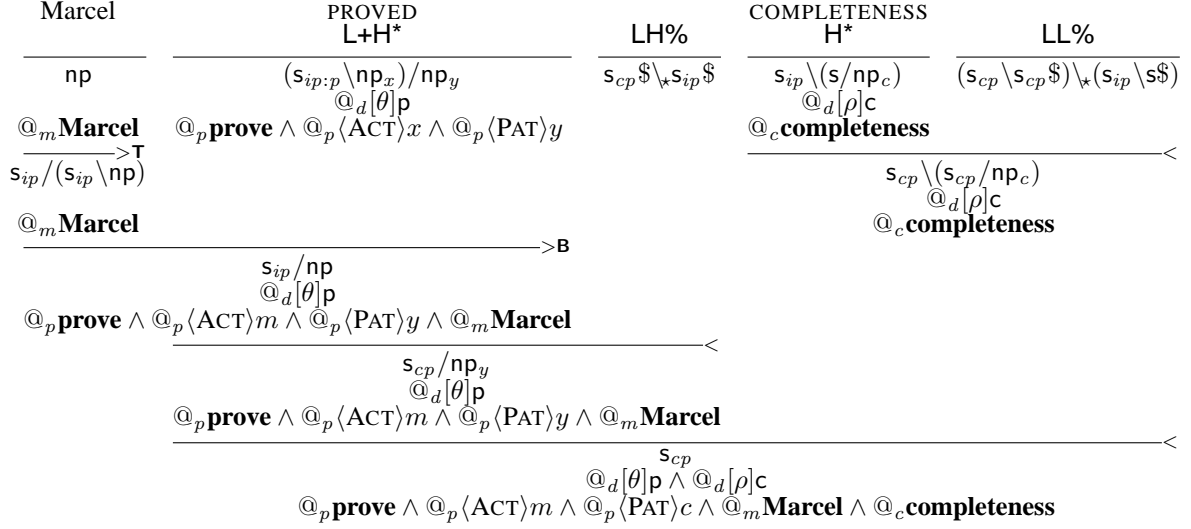 Marcel PROVED COMPLETENESS
L+H* LH% H* LL%
np (s_{ip:p}\np_x)/np_y s_{cp}$\⋆s_{ip}$ s_{ip}\(s/np_c) (s_{cp}\s_{cp}$)\⋆(s_{ip}\s$)
@_d[θ]p @_d[ρ]c
@_m Marcel @_p prove ∧ @_p⟨ACT⟩x ∧ @_p⟨PAT⟩y @_c completeness
>T <
s_{ip}/(s_{ip}\np) s_{cp}\(s_{cp}/np_c)
@_d[ρ]c
@_m Marcel @_c completeness
>B
s_{ip}/np
@_d[θ]p
@_p prove ∧ @_p⟨ACT⟩m ∧ @_p⟨PAT⟩y ∧ @_m Marcel
<
s_{cp}/np_y
@_d[θ]p
@_p prove ∧ @_p⟨ACT⟩m ∧ @_p⟨PAT⟩y ∧ @_m Marcel
<
s_{cp}
@_d[θ]p ∧ @_d[ρ]c
@_p prove ∧ @_p⟨ACT⟩m ∧ @_p⟨PAT⟩c ∧ @_m Marcel ∧ @_c completeness